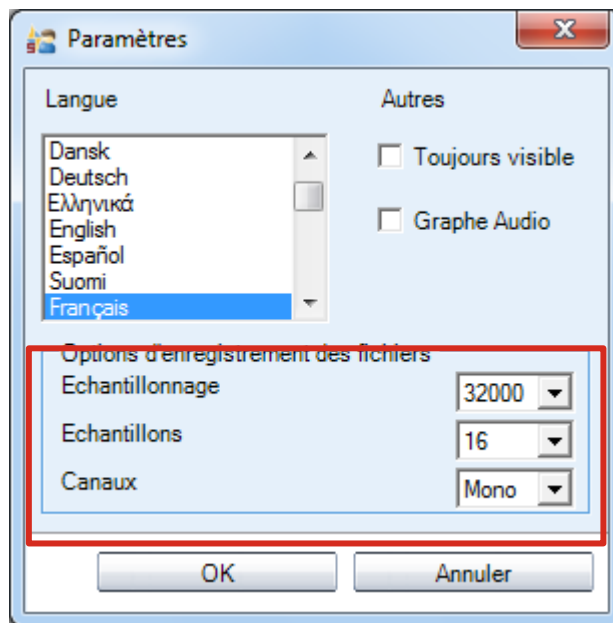 Paramètres
Langue
Autres
Dansk
Deutsch
Ελληνικά
English
Español
Suomi
Français
Toujours visible
Graphe Audio
Options d'enregistrement des fichiers
Echantillonnage
32000
Echantillons
16
Canaux
Mono
OK
Annuler